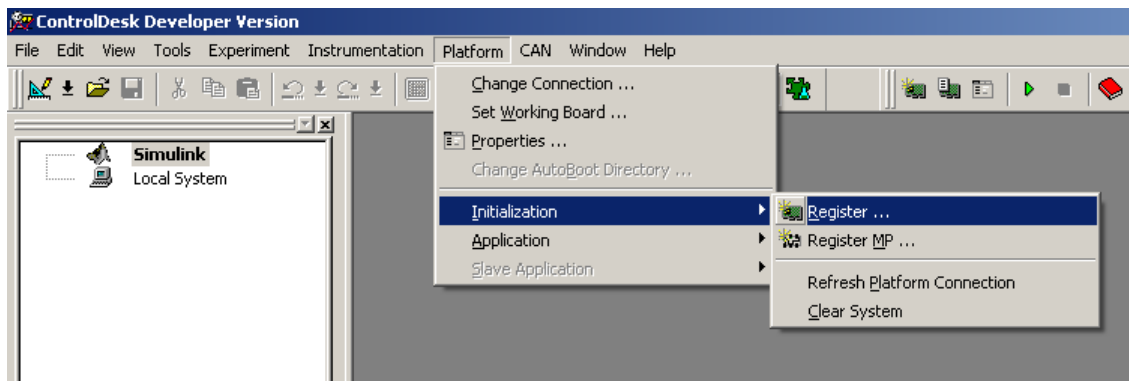 ControlDesk Developer Version
File Edit View Tools Experiment Instrumentation Platform CAN Window Help
Change Connection ...
Set Working Board ...
Properties ...
Change AutoBoot Directory ...
Simulink
Local System
Initialization
Application
Slave Application
Register ...
Register MP ...
Refresh Platform Connection
Clear System